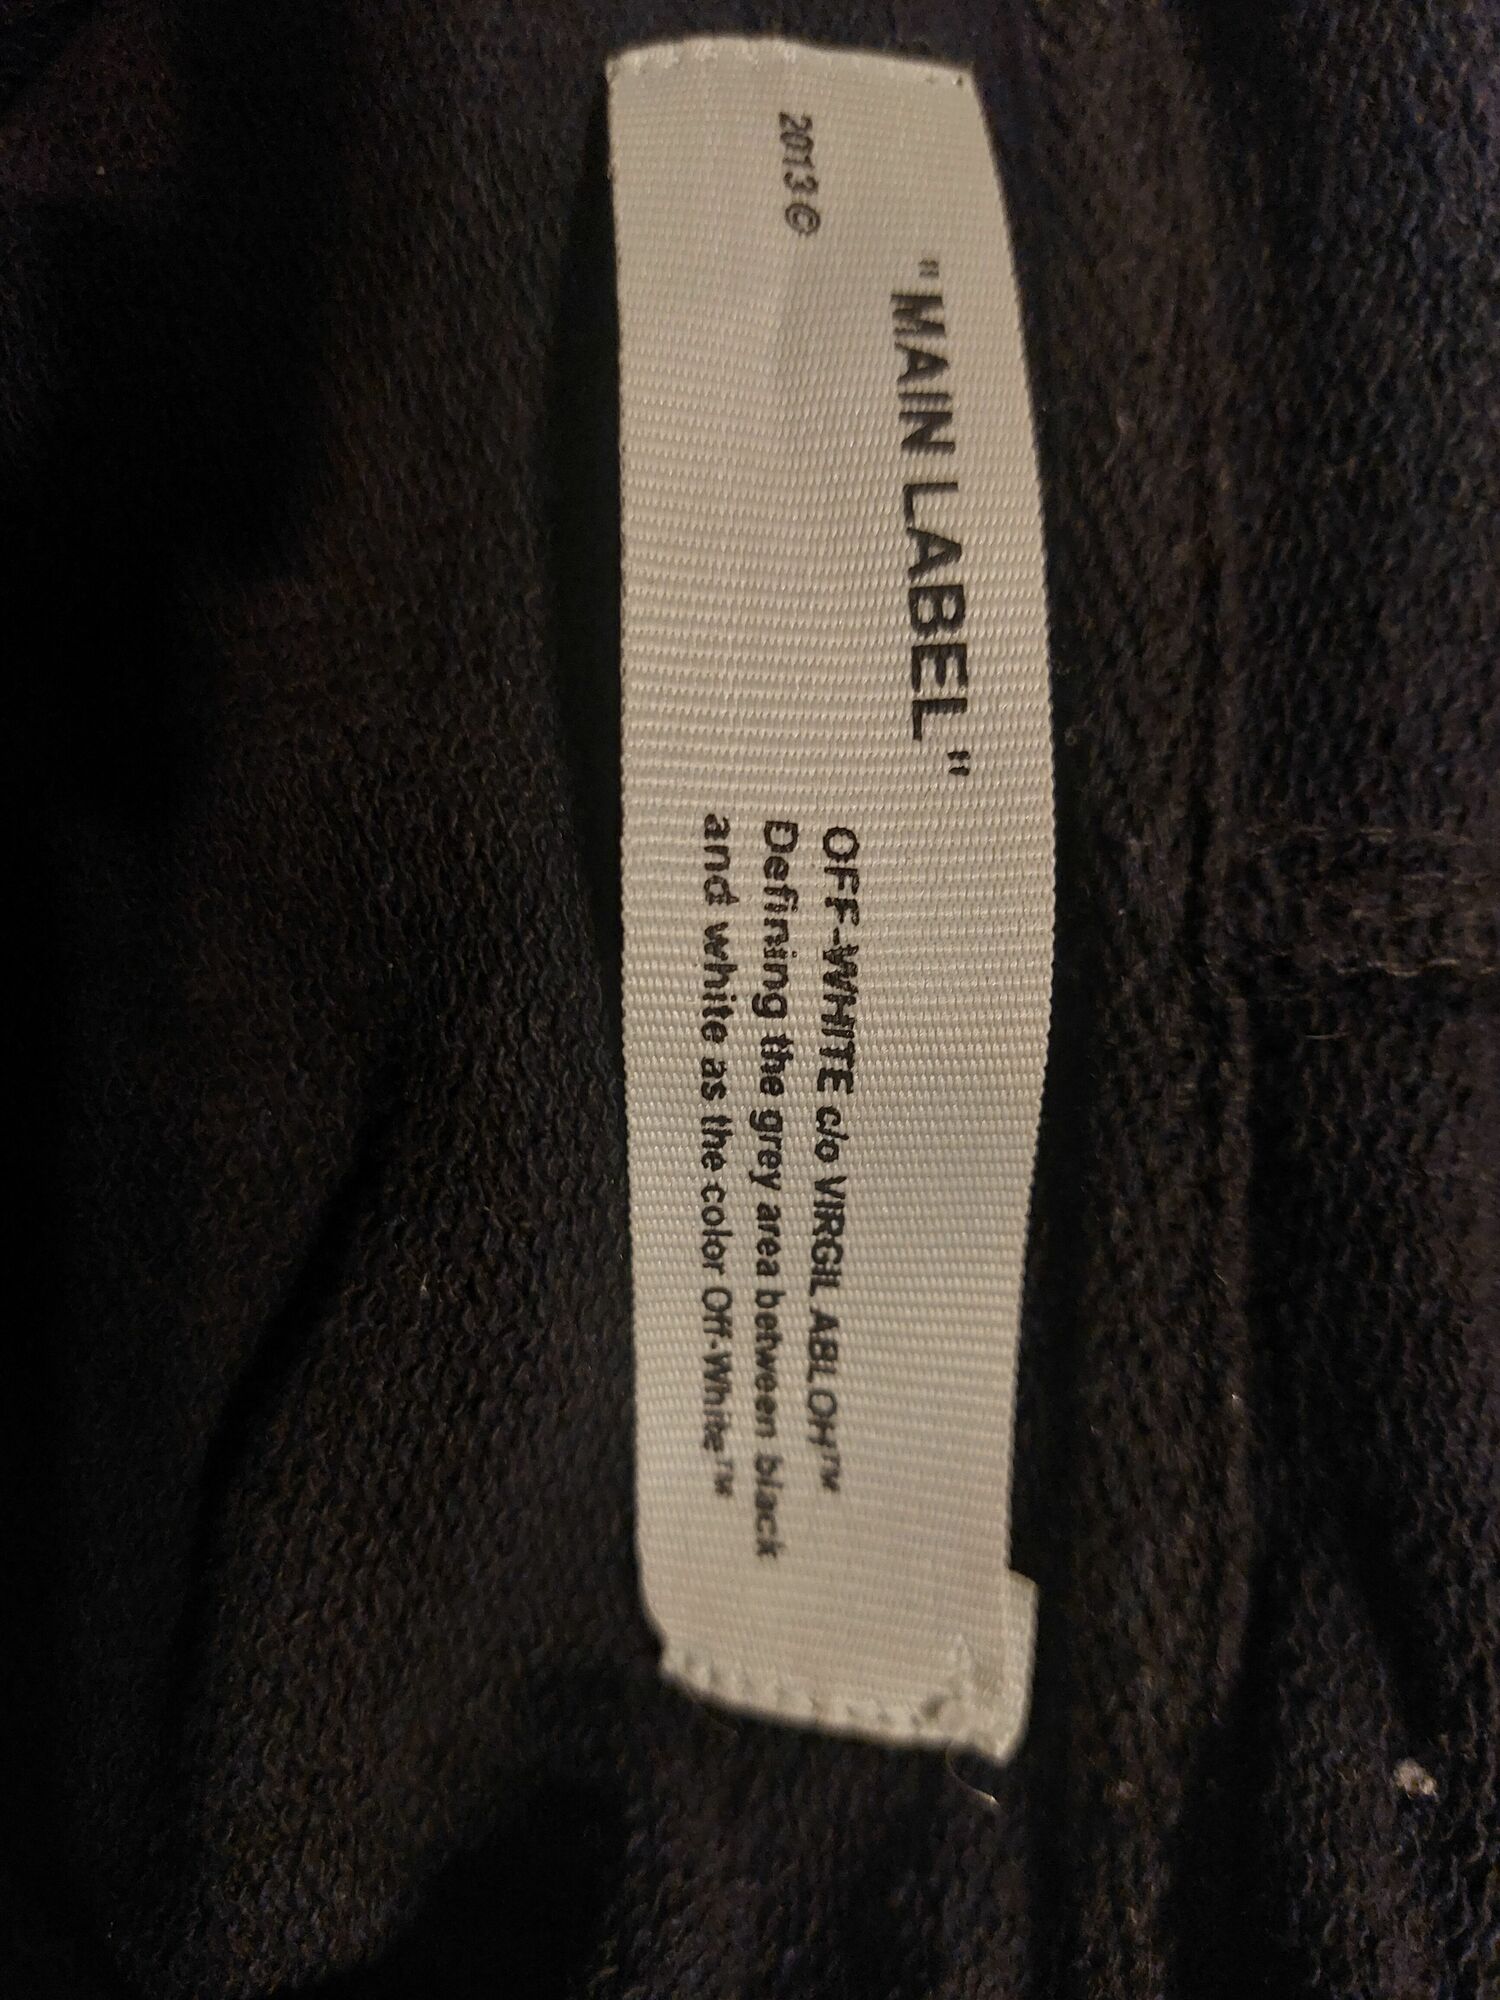 "MAIN LABEL"
2013 ©
OFF-WHITE c/o VIRGIL ABLOH™
Defining the grey area between black
and white as the color Off-White™